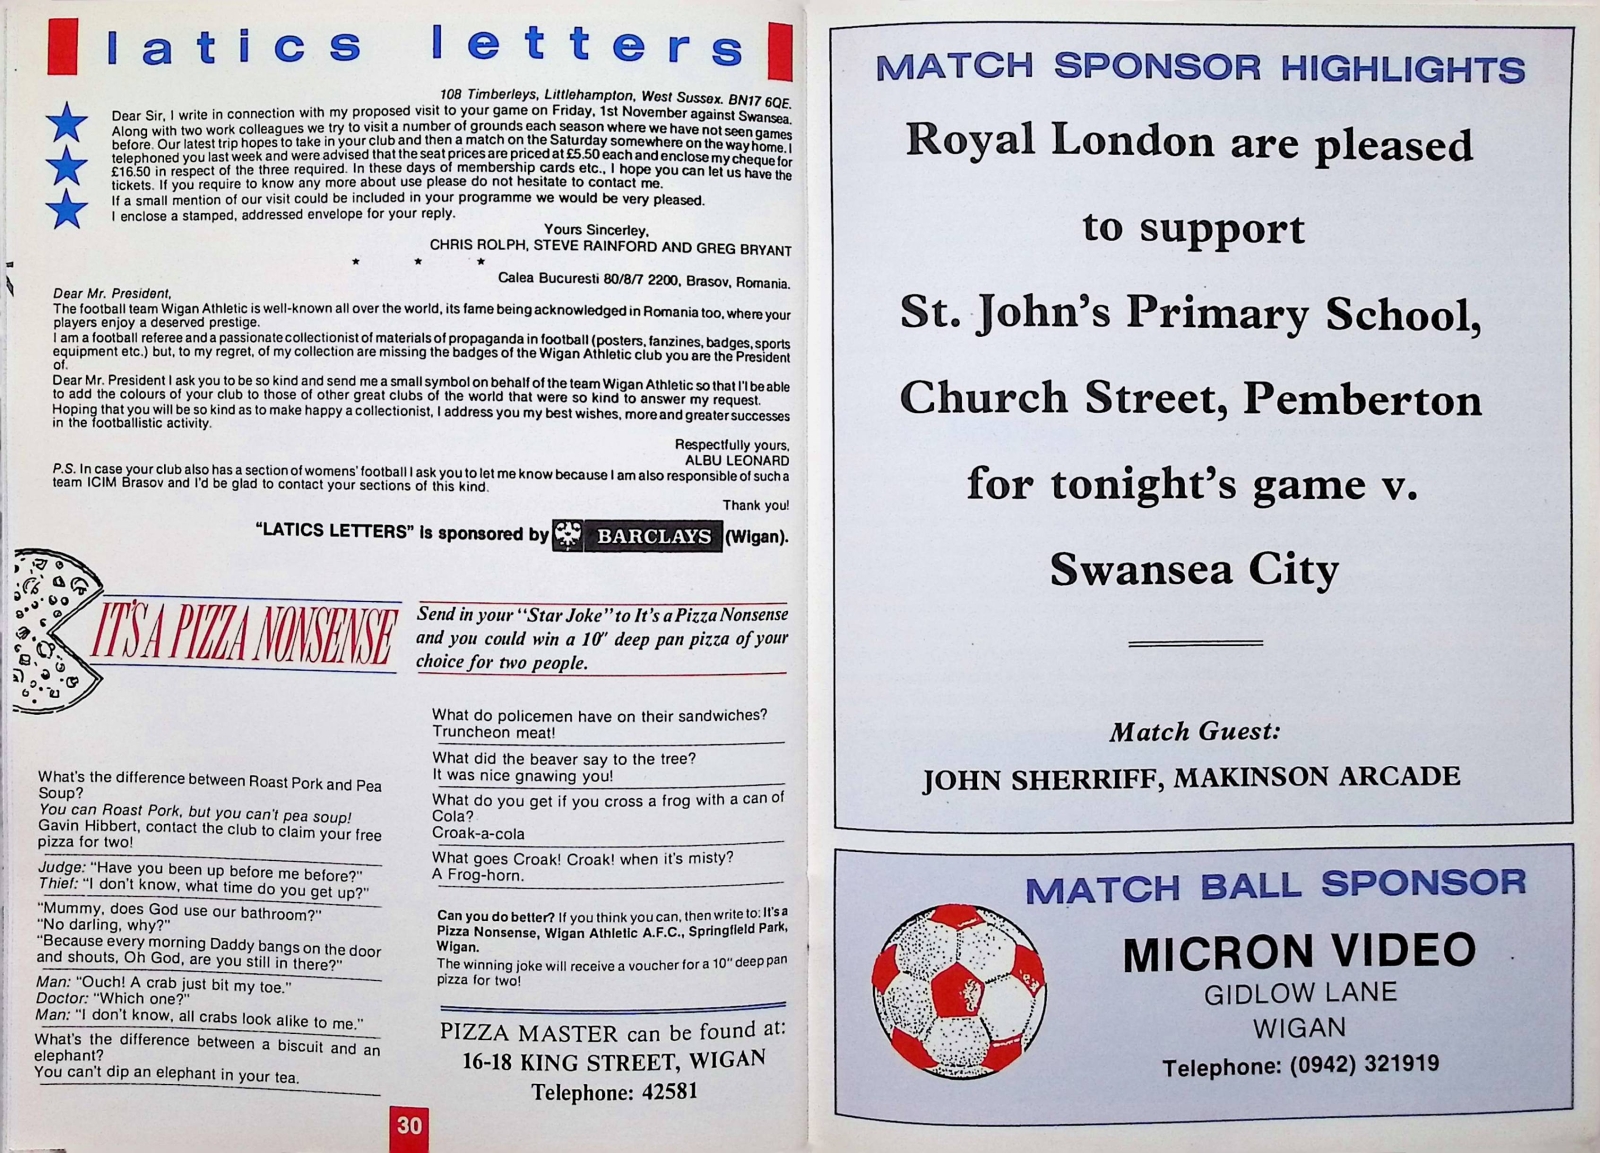 latics letters
108 Timberleys, Littlehampton, West Sussex. BN17 6QE.
Dear Sir, I write in connection with my proposed visit to your game on Friday, 1st November against Swansea.
Along with two work colleagues we try to visit a number of grounds each season where we have not seen games
before. Our latest trip hopes to take in your club and then a match on the Saturday somewhere on the way home. I
telephoned you last week and were advised that the seat prices are priced at £5.50 each and enclose my cheque for
£16.50 in respect of the three required. In these days of membership cards etc., I hope you can let us have the
tickets. If you require to know any more about use please do not hesitate to contact me.
If a small mention of our visit could be included in your programme we would be very pleased.
I enclose a stamped, addressed envelope for your reply.
Yours Sincerley,
CHRIS ROLPH, STEVE RAINFORD AND GREG BRYANT
* * *
Calea Bucuresti 80/8/7 2200, Brasov, Romania.
Dear Mr. President,
The football team Wigan Athletic is well-known all over the world, its fame being acknowledged in Romania too, where your
players enjoy a deserved prestige.
I am a football referee and a passionate collectionist of materials of propaganda in football (posters, fanzines, badges, sports
equipment etc.) but, to my regret, of my collection are missing the badges of the Wigan Athletic club you are the President
of.
Dear Mr. President I ask you to be so kind and send me a small symbol on behalf of the team Wigan Athletic so that I'l be able
to add the colours of your club to those of other great clubs of the world that were so kind to answer my request.
Hoping that you will be so kind as to make happy a collectionist, I address you my best wishes, more and greater successes
in the footballistic activity.
Respectfully yours,
ALBU LEONARD
P.S. In case your club also has a section of womens' football I ask you to let me know because I am also responsible of such a
team ICIM Brasov and I'd be glad to contact your sections of this kind.
Thank you!
"LATICS LETTERS" is sponsored by BARCLAYS (Wigan).
IT'S A PIZZA NONSENSE
Send in your "Star Joke" to It's a Pizza Nonsense
and you could win a 10" deep pan pizza of your
choice for two people.
What's the difference between Roast Pork and Pea
Soup?
You can Roast Pork, but you can't pea soup!
Gavin Hibbert, contact the club to claim your free
pizza for two!
Judge: "Have you been up before me before?"
Thief: "I don't know, what time do you get up?"
"Mummy, does God use our bathroom?"
"No darling, why?"
"Because every morning Daddy bangs on the door
and shouts, Oh God, are you still in there?"
Man: "Ouch! A crab just bit my toe."
Doctor: "Which one?"
Man: "I don't know, all crabs look alike to me."
What's the difference between a biscuit and an
elephant?
You can't dip an elephant in your tea.
What do policemen have on their sandwiches?
Truncheon meat!
What did the beaver say to the tree?
It was nice gnawing you!
What do you get if you cross a frog with a can of
Cola?
Croak-a-cola
What goes Croak! Croak! when it's misty?
A Frog-horn.
Can you do better? If you think you can, then write to: It's a
Pizza Nonsense, Wigan Athletic A.F.C., Springfield Park,
Wigan.
The winning joke will receive a voucher for a 10" deep pan
pizza for two!
PIZZA MASTER can be found at:
16-18 KING STREET, WIGAN
Telephone: 42581
30
MATCH SPONSOR HIGHLIGHTS
Royal London are pleased
to support
St. John's Primary School,
Church Street, Pemberton
for tonight's game v.
Swansea City
Match Guest:
JOHN SHERRIFF, MAKINSON ARCADE
MATCH BALL SPONSOR
MICRON VIDEO
GIDLOW LANE
WIGAN
Telephone: (0942) 321919